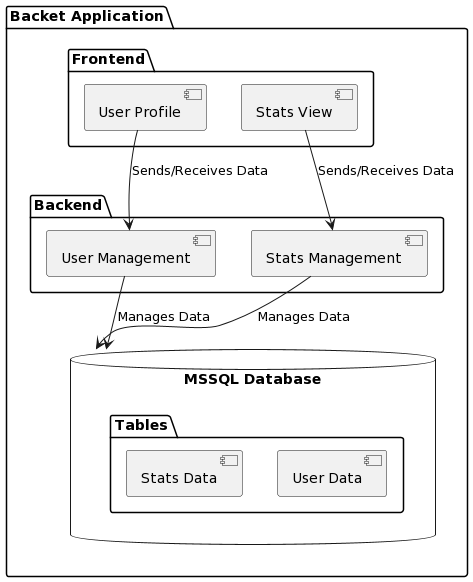 Backet Application
Frontend
User Profile
Stats View
Sends/Receives Data
Sends/Receives Data
Backend
User Management
Stats Management
Manages Data
Manages Data
MSSQL Database
Tables
Stats Data
User Data